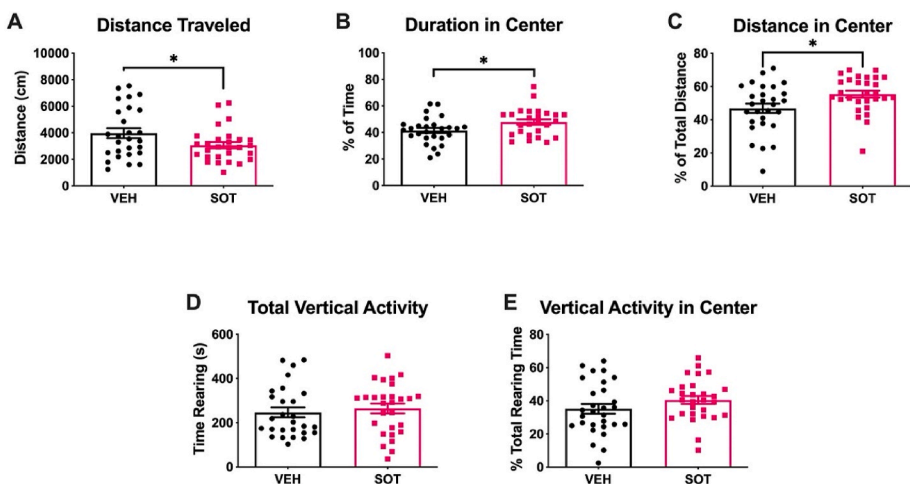 A
Distance Traveled
Distance (cm)
10000
8000
6000
4000
2000
0
*
VEH
SOT
B
Duration in Center
% of Time
100
80
60
40
20
0
*
VEH
SOT
C
Distance in Center
% of Total Distance
80
60
40
20
0
*
VEH
SOT
D
Total Vertical Activity
Time Rearing (s)
600
400
200
0
VEH
SOT
E
Vertical Activity in Center
% Total Rearing Time
80
60
40
20
0
VEH
SOT